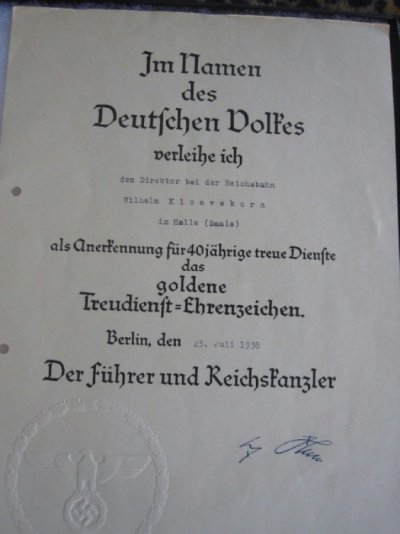 Im Namen
des
Deutschen Volkes
verleihe ich
dem Direktor bei der Reichsbahn
Wilhelm Kloevekorn
in Halle (Saale)
als Anerkennung für 40jährige treue Dienste
das
goldene
Treudienst=Ehrenzeichen.
Berlin, den 23. Juli 1938
Der Führer und Reichskanzler